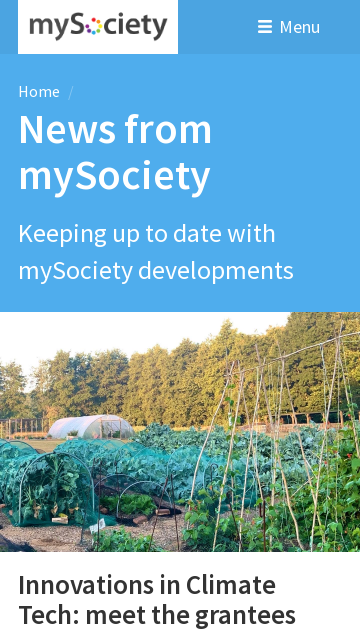 mySociety
Menu
Home /
News from
mySociety
Keeping up to date with
mySociety developments
Innovations in Climate
Tech: meet the grantees